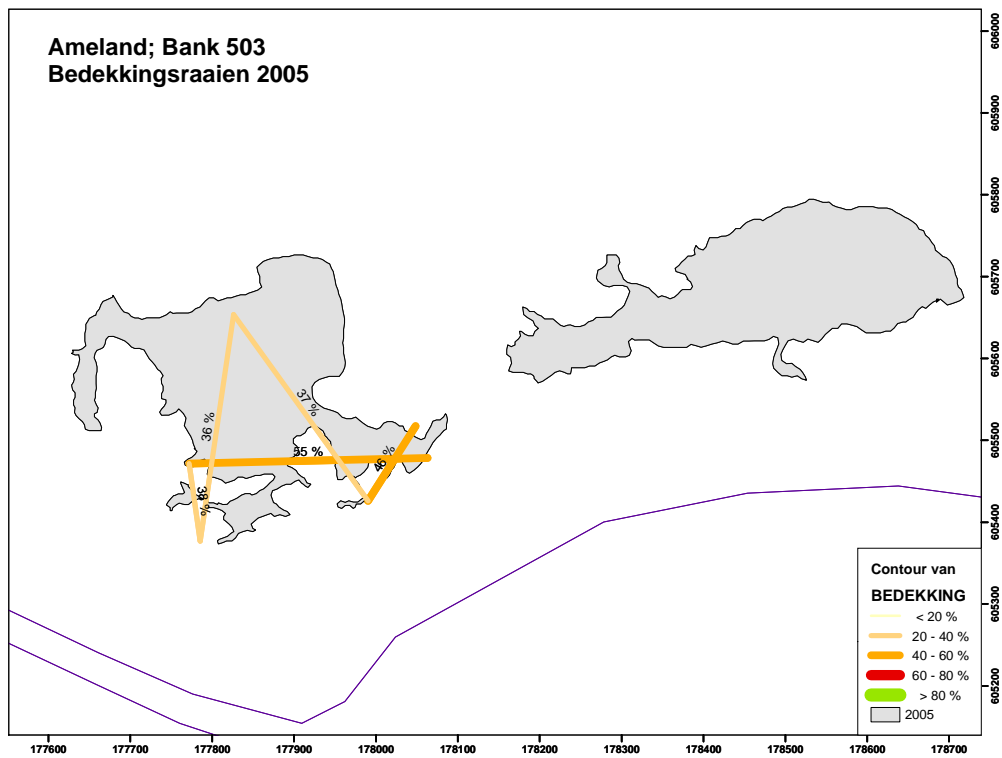 Ameland; Bank 503
Bedekkingsraaien 2005
36 %
37 %
55 %
46 %
38 %
Contour van
BEDEKKING
< 20 %
20 - 40 %
40 - 60 %
60 - 80 %
> 80 %
2005
606000
605900
605800
605700
605600
605500
605400
605300
605200
177600 177700 177800 177900 178000 178100 178200 178300 178400 178500 178600 178700